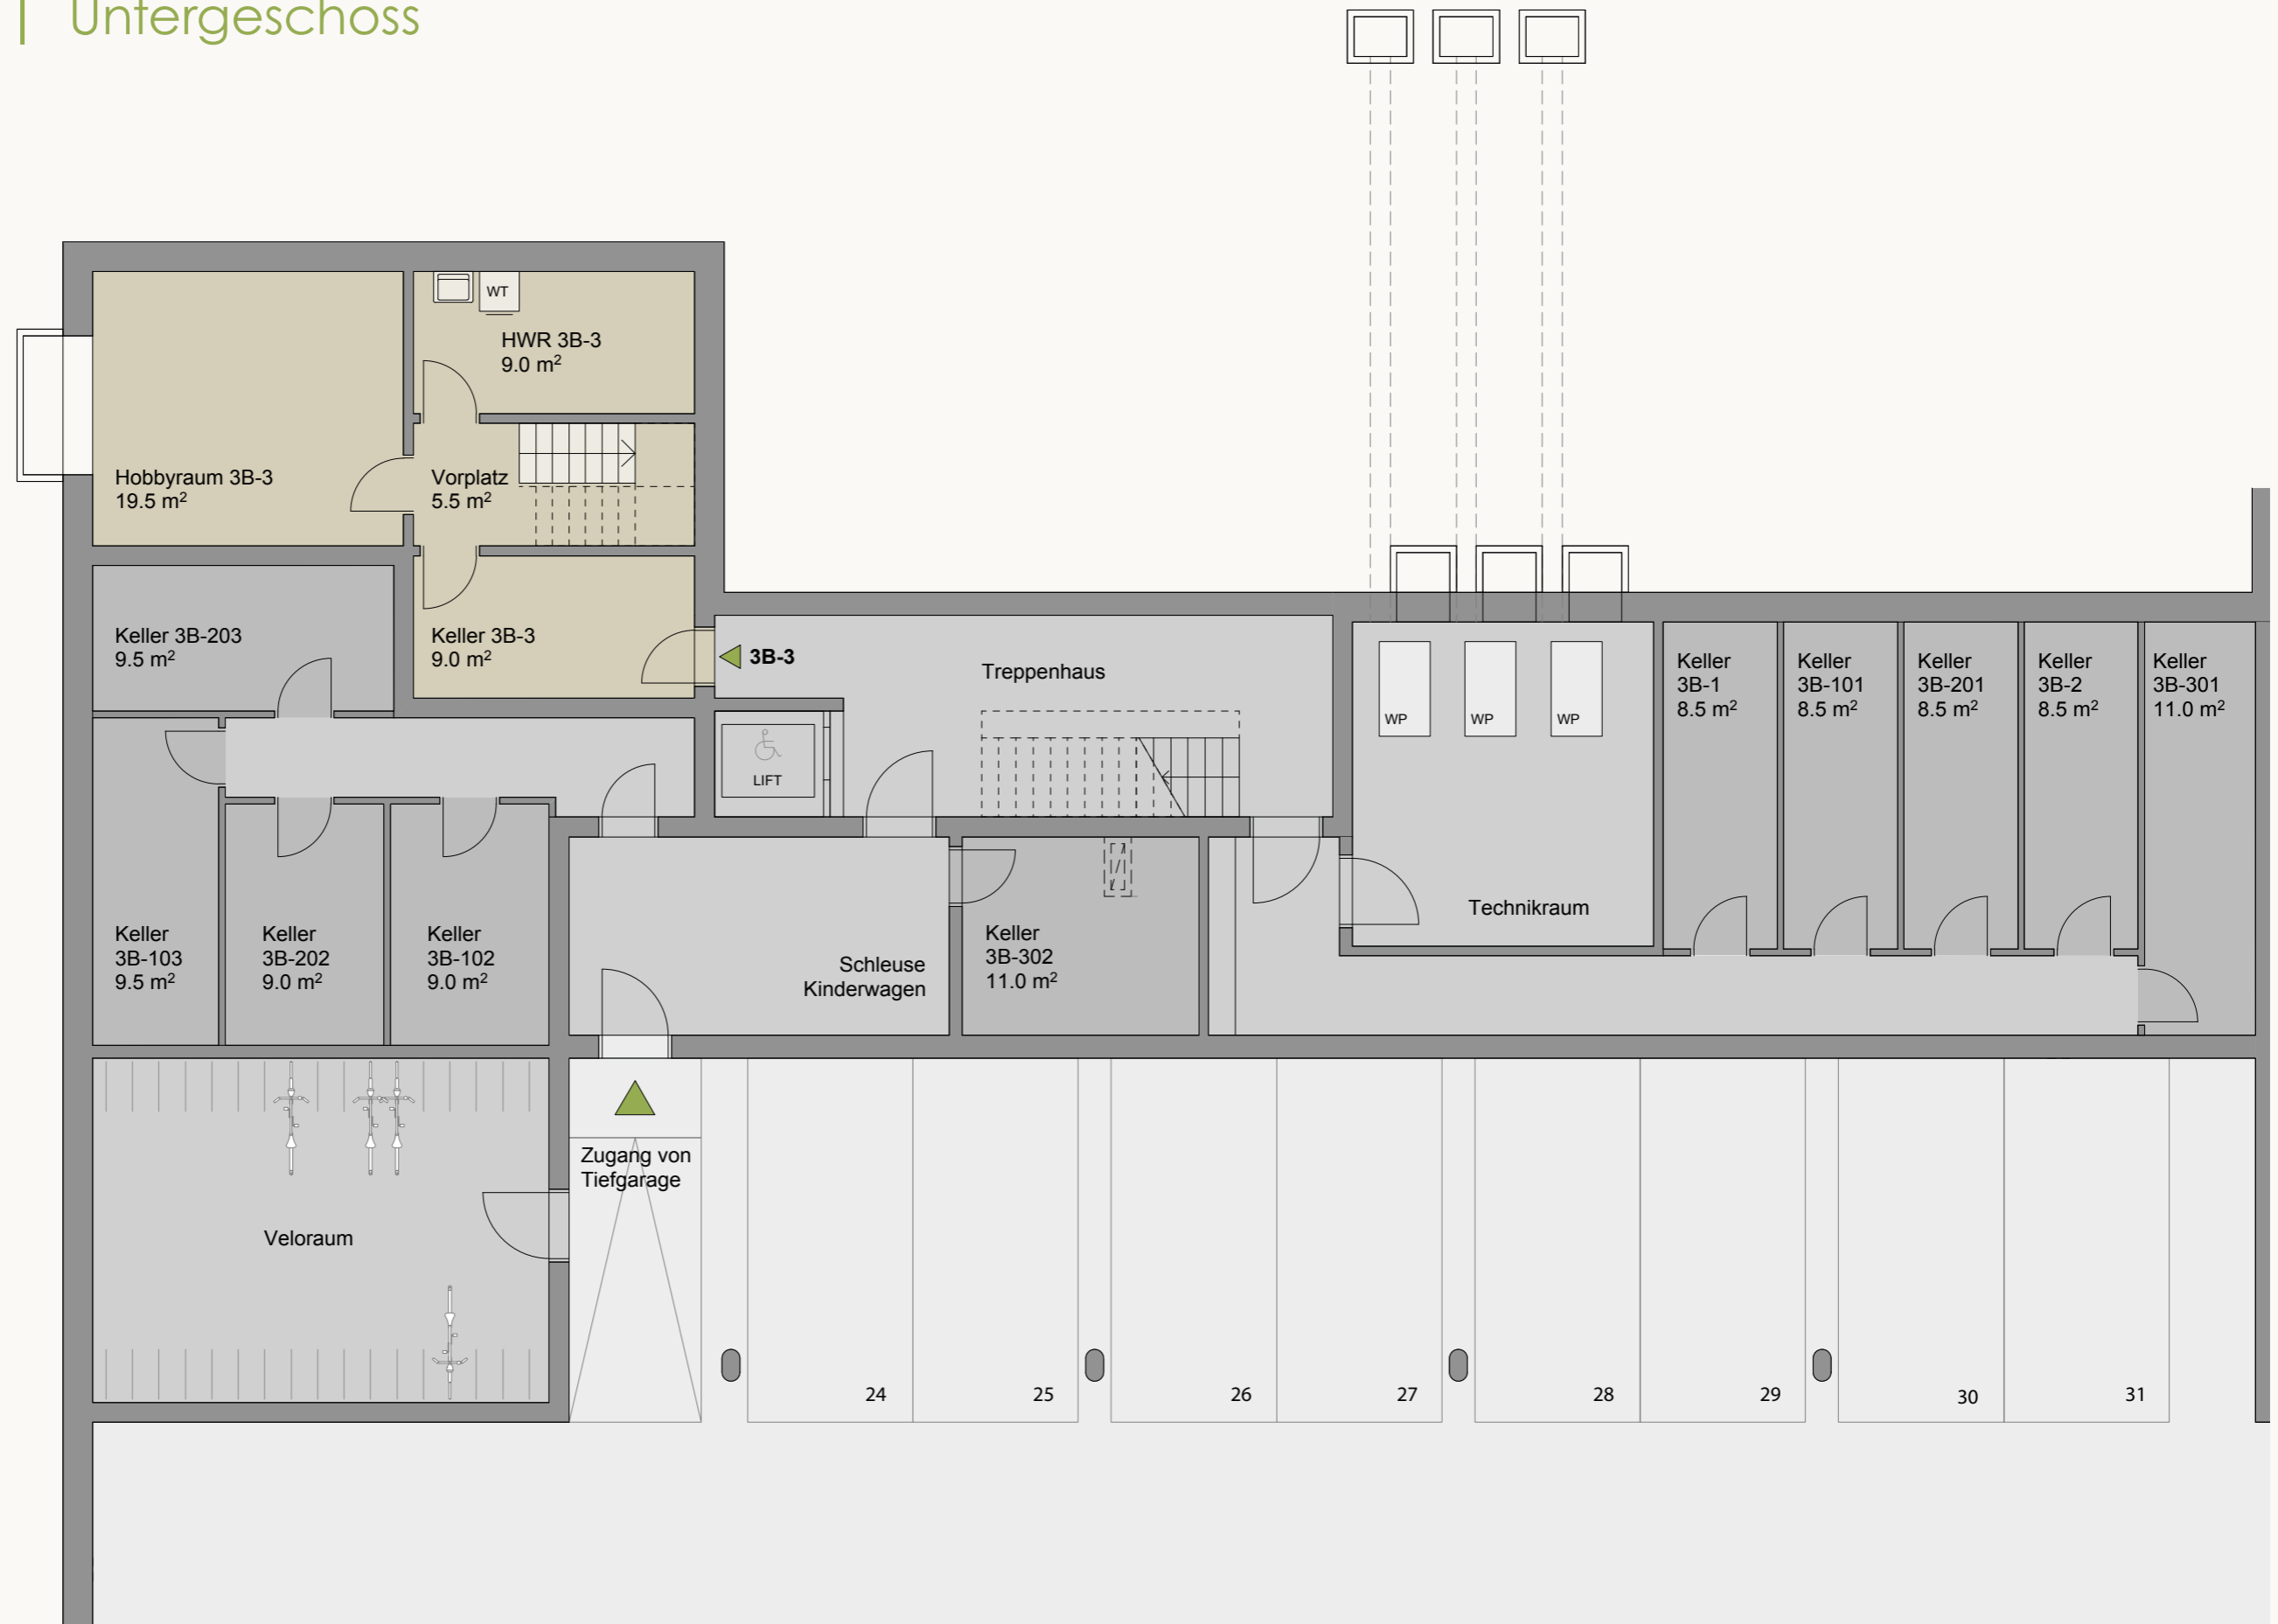 Untergeschoss
WT
HWR 3B-3
9.0 m²
Hobbyraum 3B-3
19.5 m²
Vorplatz
5.5 m²
Keller 3B-203
9.5 m²
Keller 3B-3
9.0 m²
3B-3
Treppenhaus
LIFT
WP
WP
WP
Keller
3B-1
8.5 m²
Keller
3B-101
8.5 m²
Keller
3B-201
8.5 m²
Keller
3B-2
8.5 m²
Keller
3B-301
11.0 m²
Technikraum
Keller
3B-103
9.5 m²
Keller
3B-202
9.0 m²
Keller
3B-102
9.0 m²
Schleuse
Kinderwagen
Keller
3B-302
11.0 m²
Zugang von
Tiefgarage
Veloraum
24
25
26
27
28
29
30
31